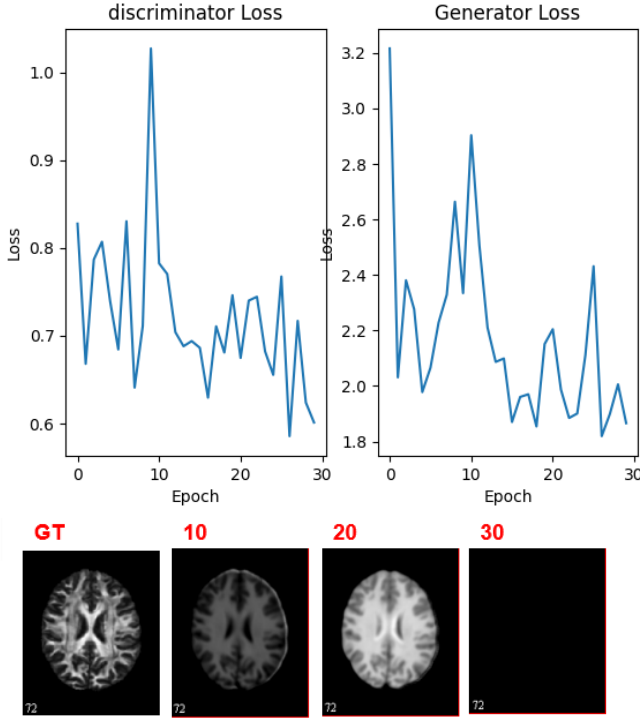 discriminator Loss
Generator Loss
1.0
0.9
0.8
0.7
0.6
Loss
0 10 20 30
Epoch
3.2
3.0
2.8
2.6
2.4
2.2
2.0
1.8
Loss
0 10 20 30
Epoch
GT 10 20 30
72 72 72 72